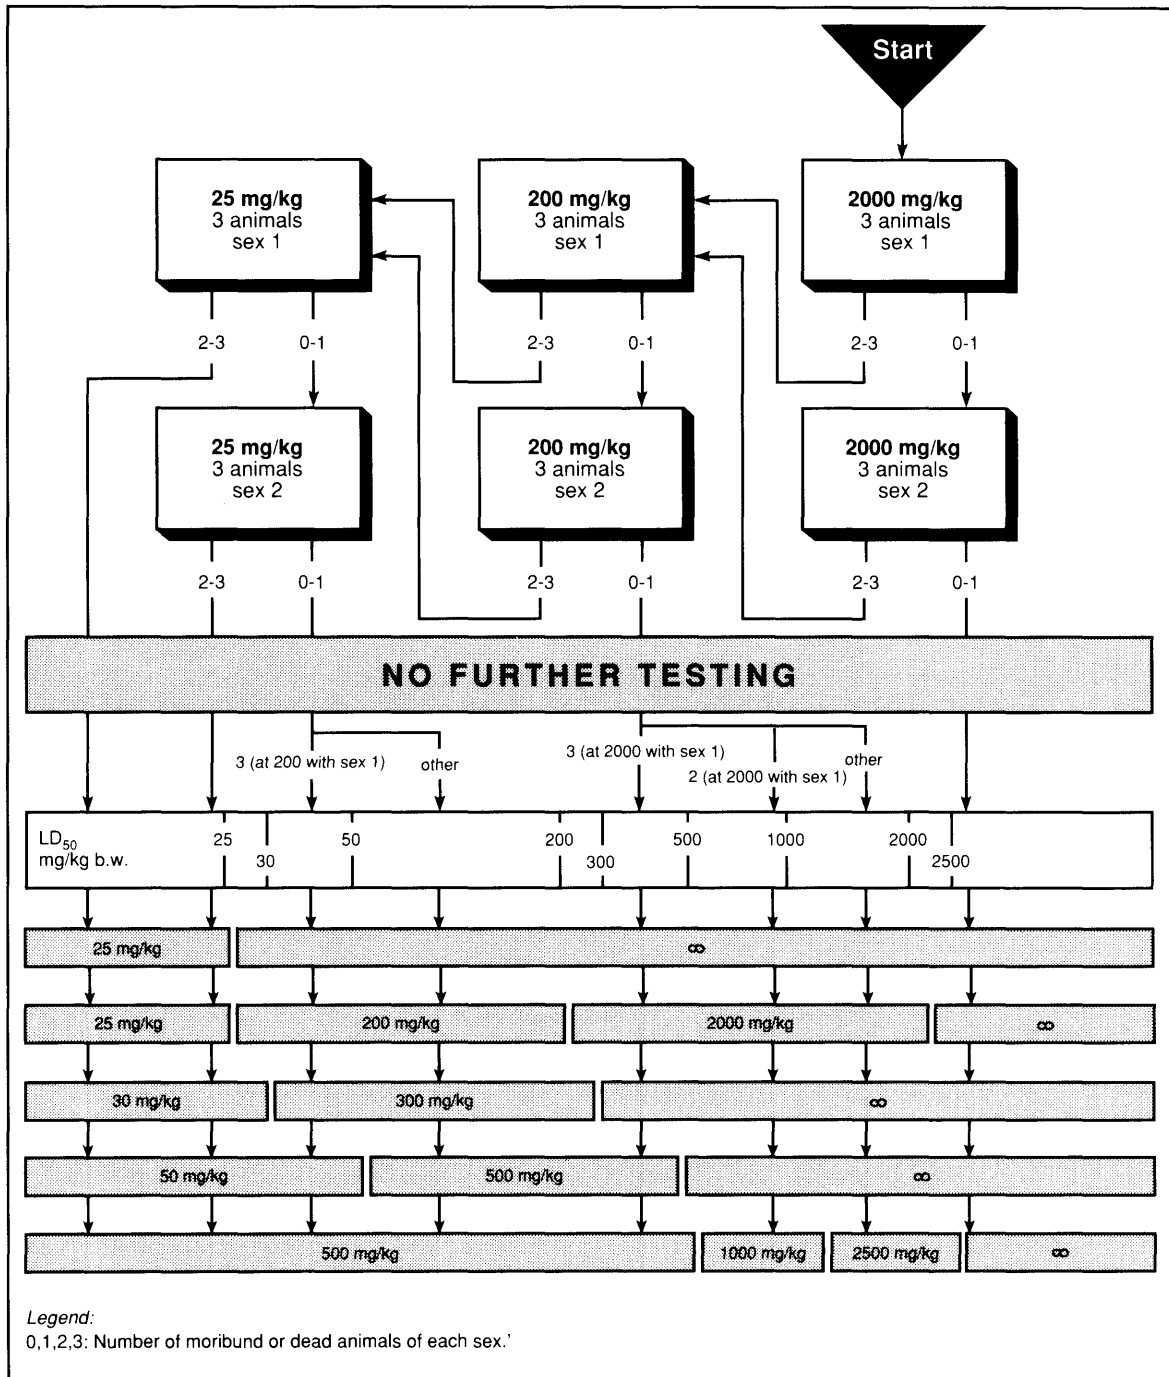 Start
25 mg/kg
3 animals
sex 1
200 mg/kg
3 animals
sex 1
2000 mg/kg
3 animals
sex 1
2-3
0-1
2-3
0-1
2-3
0-1
25 mg/kg
3 animals
sex 2
200 mg/kg
3 animals
sex 2
2000 mg/kg
3 animals
sex 2
2-3
0-1
2-3
0-1
2-3
0-1
NO FURTHER TESTING
3 (at 200 with sex 1)
other
3 (at 2000 with sex 1)
2 (at 2000 with sex 1)
other
LD50
mg/kg b.w.
25
30
50
200
300
500
1000
2000
2500
25 mg/kg
∞
25 mg/kg
200 mg/kg
2000 mg/kg
∞
30 mg/kg
300 mg/kg
∞
50 mg/kg
500 mg/kg
∞
500 mg/kg
1000 mg/kg
2500 mg/kg
∞
Legend:
0,1,2,3: Number of moribund or dead animals of each sex.'